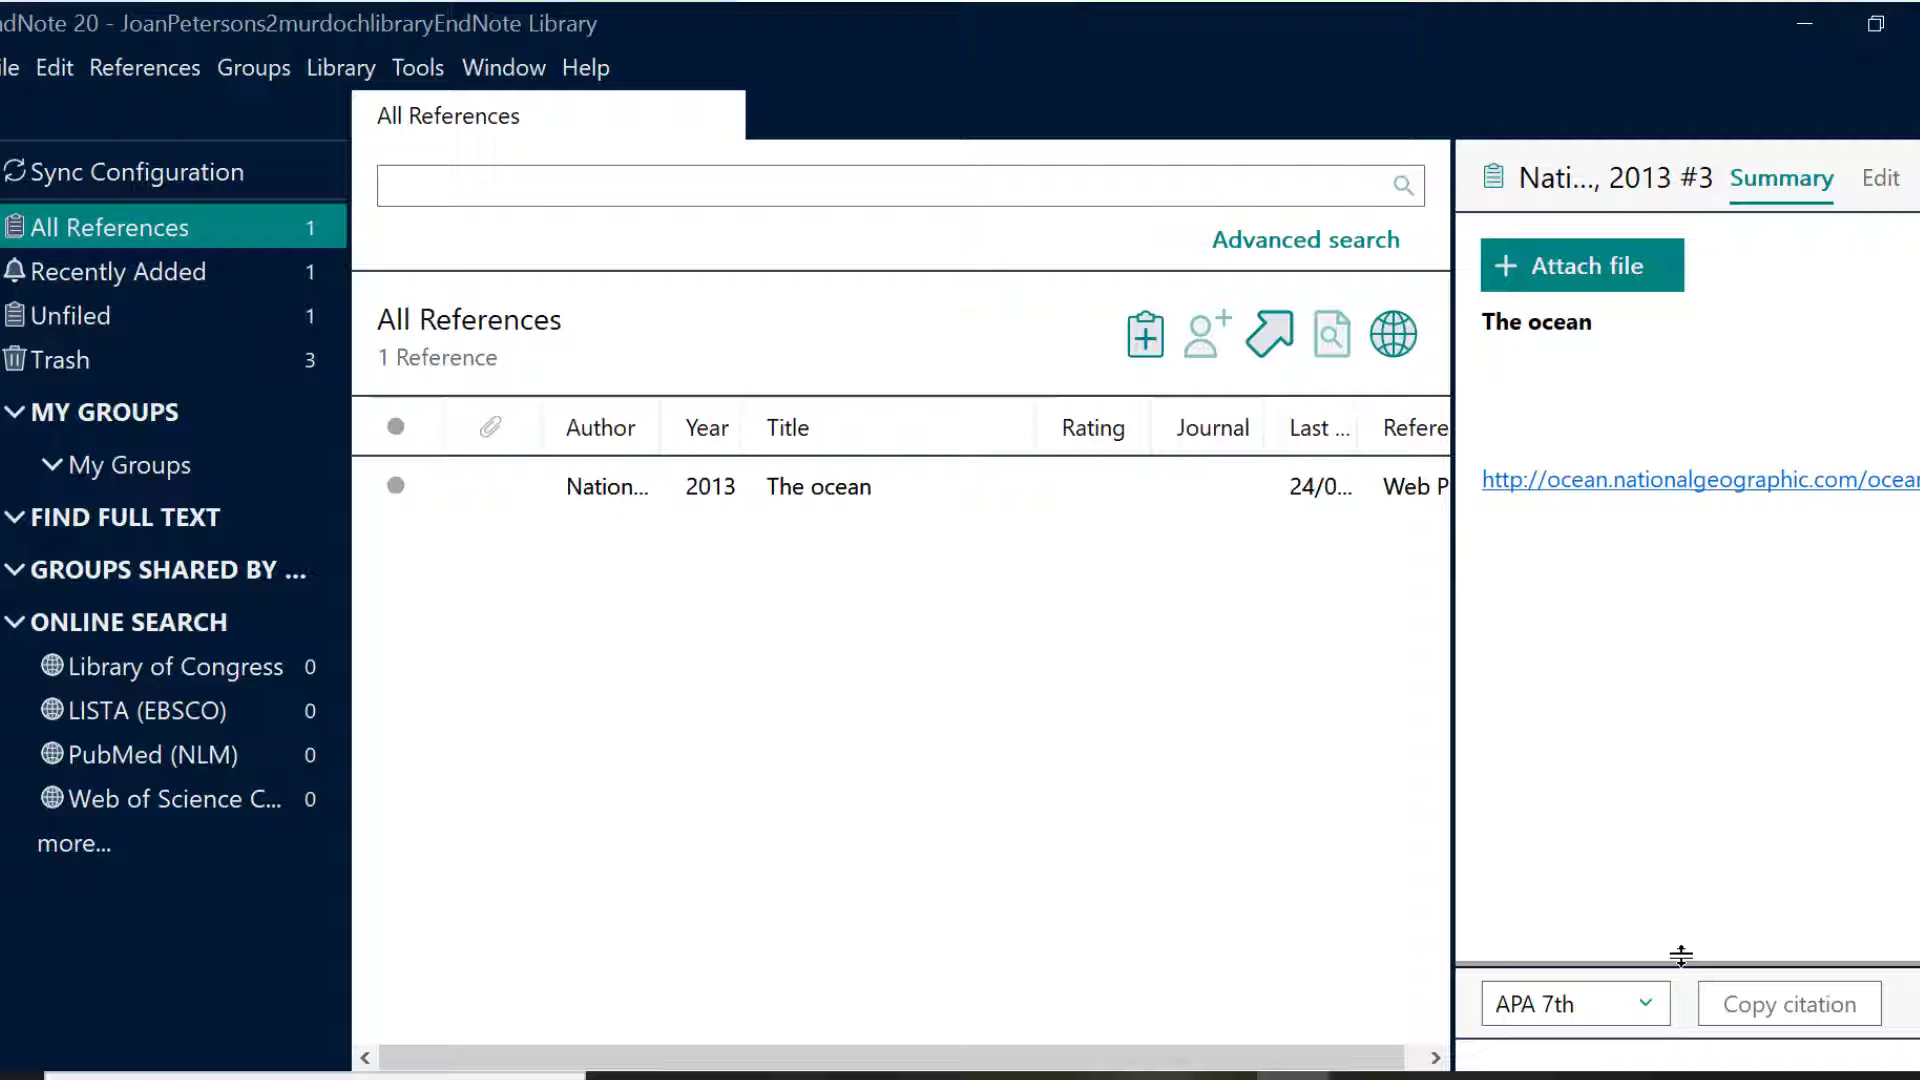 ndNote 20 - JoanPetersons2murdochlibraryEndNote Library
ile Edit References Groups Library Tools Window Help
All References
Sync Configuration
All References 1
Recently Added 1
Unfiled 1
Trash 3
MY GROUPS
My Groups
FIND FULL TEXT
GROUPS SHARED BY ...
ONLINE SEARCH
Library of Congress 0
LISTA (EBSCO) 0
PubMed (NLM) 0
Web of Science C... 0
more...
Advanced search
All References
1 Reference
Author Year Title Rating Journal Last ... Refere
Nation... 2013 The ocean 24/0... Web P
Nati..., 2013 #3 Summary Edit
+ Attach file
The ocean
http://ocean.nationalgeographic.com/ocean
APA 7th Copy citation